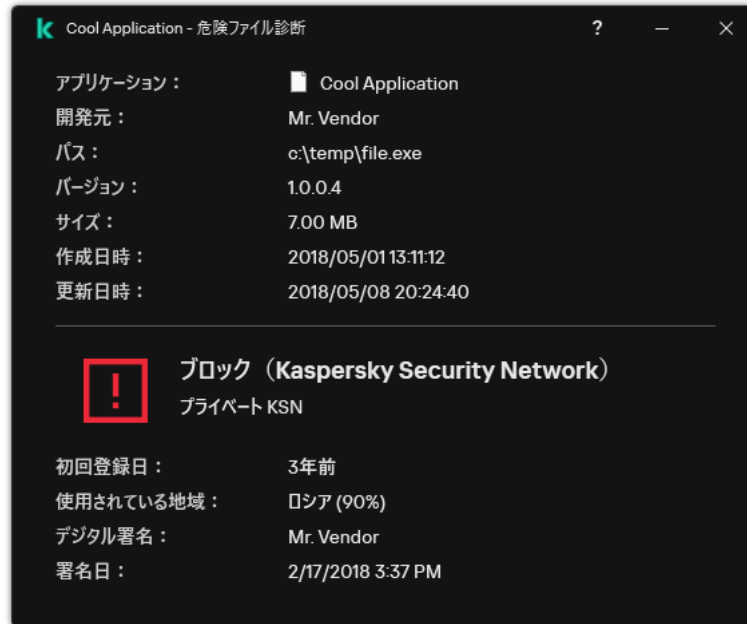 Cool Application - 危険ファイル診断
アプリケーション： Cool Application
開発元： Mr. Vendor
パス： c:\temp\file.exe
バージョン： 1.0.0.4
サイズ： 7.00 MB
作成日時： 2018/05/01 13:11:12
更新日時： 2018/05/08 20:24:40
ブロック（Kaspersky Security Network）
プライベート KSN
初回登録日： 3年前
使用されている地域： ロシア (90%)
デジタル署名： Mr. Vendor
署名日： 2/17/2018 3:37 PM